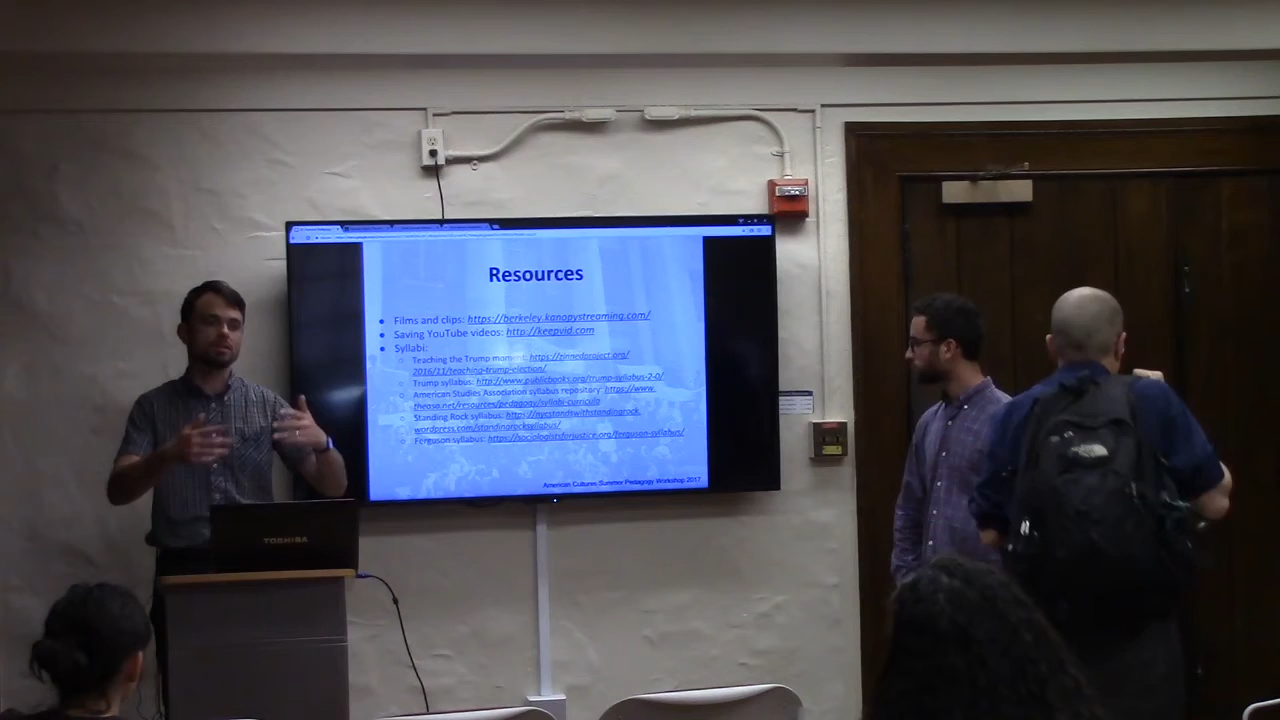 Resources
● Films and clips: https://berkeley.kanopystreaming.com/
● Saving YouTube videos: http://keepvid.com
● Syllabi:
○ Teaching the Trump moment: https://zinnedproject.org/
2016/11/teaching-trump-election/
○ Trump syllabus: http://www.publicbooks.org/trump-syllabus-2-0/
○ American Studies Association syllabus repository: https://www.
theasa.net/resources/pedagogy/syllabi-curricula
○ Standing Rock syllabus: https://nycstandswithstandingrock.
wordpress.com/standingrocksyllabus/
○ Ferguson syllabus: https://sociologistsforjustice.org/ferguson-syllabus/
American Cultures Summer Pedagogy Workshop 2017
TOSHIBA
THE NORTH FACE